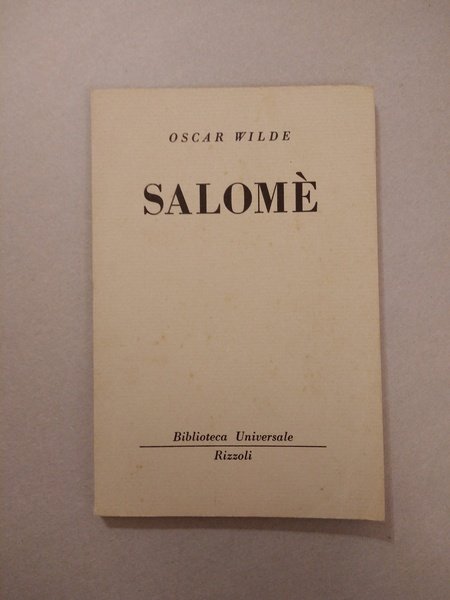 OSCAR WILDE
SALOMÈ
Biblioteca Universale
Rizzoli